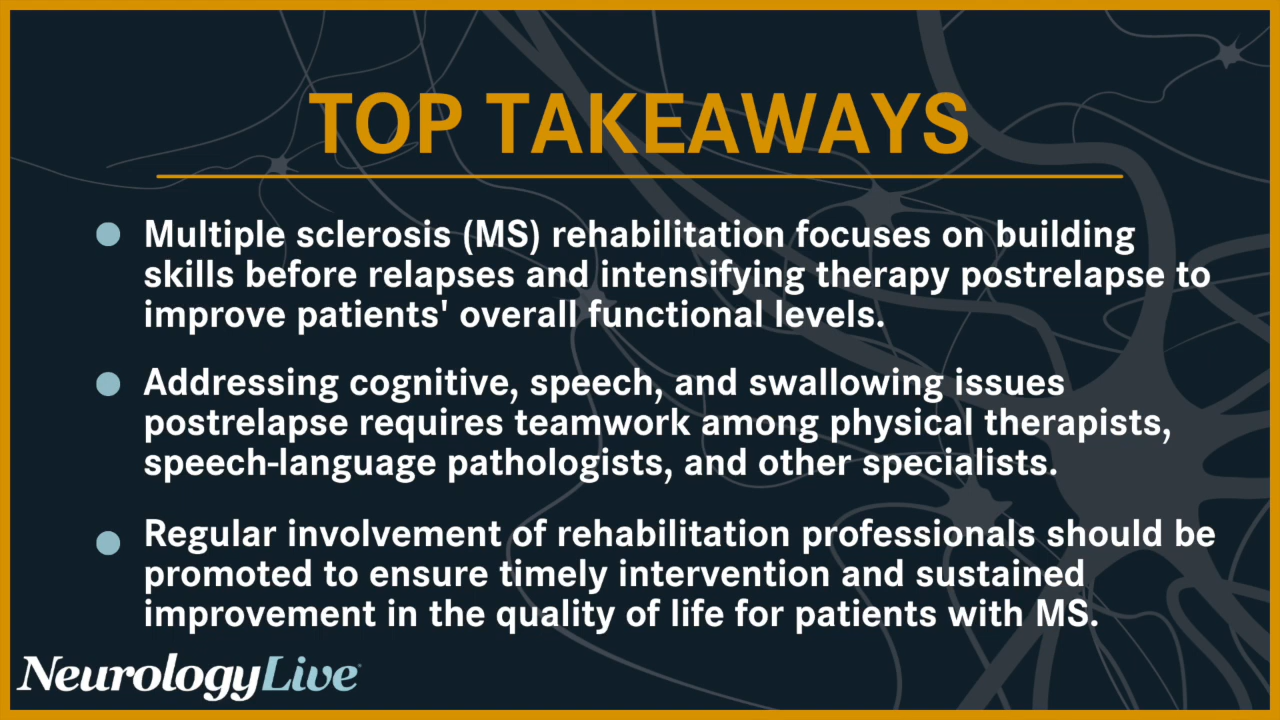 TOP TAKEAWAYS
Multiple sclerosis (MS) rehabilitation focuses on building
skills before relapses and intensifying therapy postrelapse to
improve patients' overall functional levels.
Addressing cognitive, speech, and swallowing issues
postrelapse requires teamwork among physical therapists,
speech-language pathologists, and other specialists.
Regular involvement of rehabilitation professionals should be
promoted to ensure timely intervention and sustained
improvement in the quality of life for patients with MS.
NeurologyLive